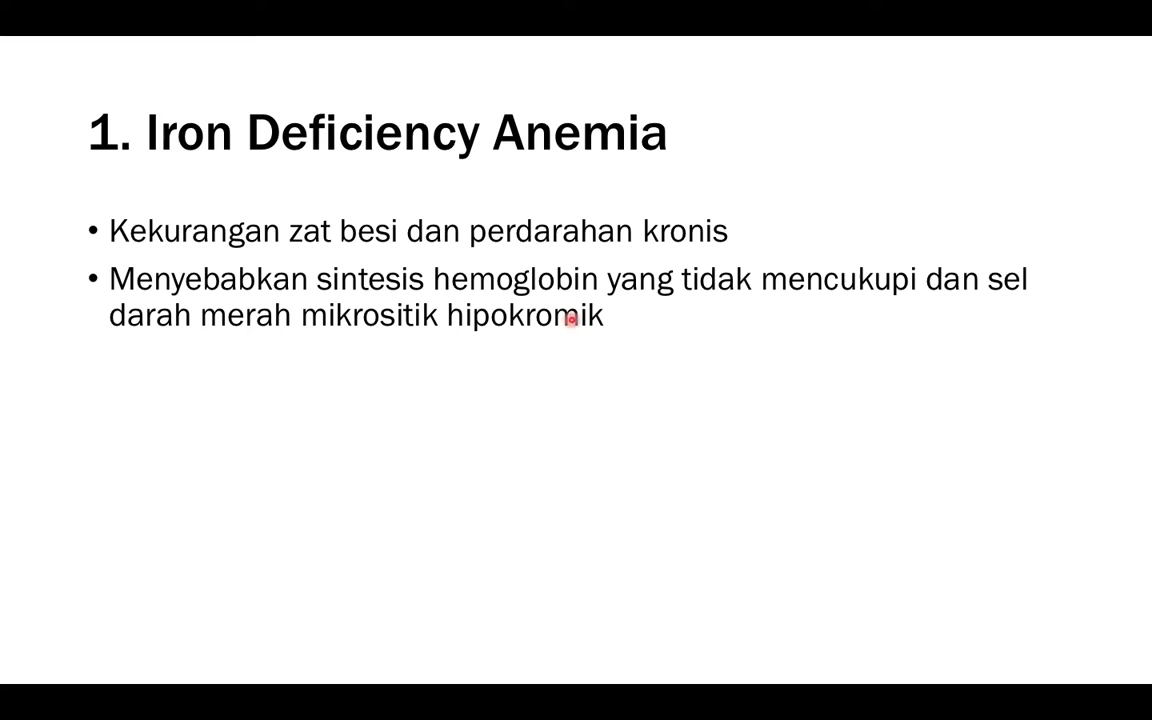 1. Iron Deficiency Anemia
• Kekurangan zat besi dan perdarahan kronis
• Menyebabkan sintesis hemoglobin yang tidak mencukupi dan sel
darah merah mikrositik hipokromik